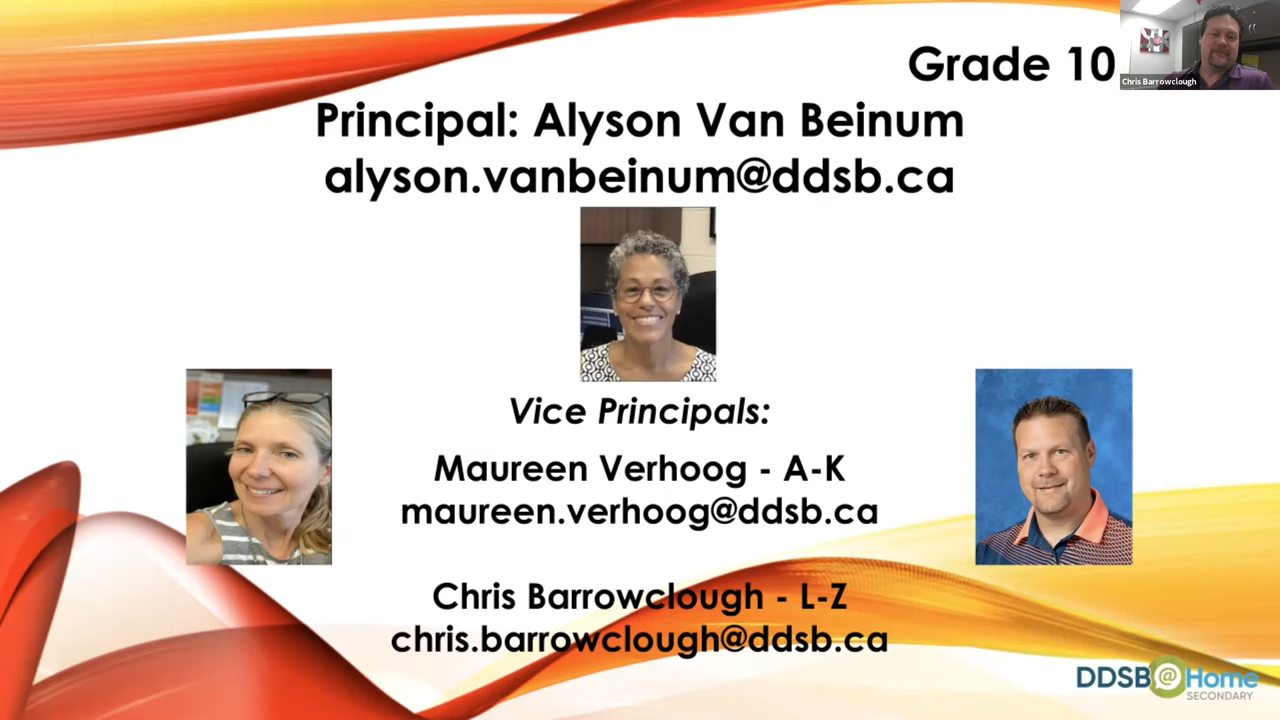 Grade 10
Chris Barrowclough
Principal: Alyson Van Beinum
alyson.vanbeinum@ddsb.ca
Vice Principals:
Maureen Verhoog - A-K
maureen.verhoog@ddsb.ca
Chris Barrowclough - L-Z
chris.barrowclough@ddsb.ca
DDSB@Home
SECONDARY